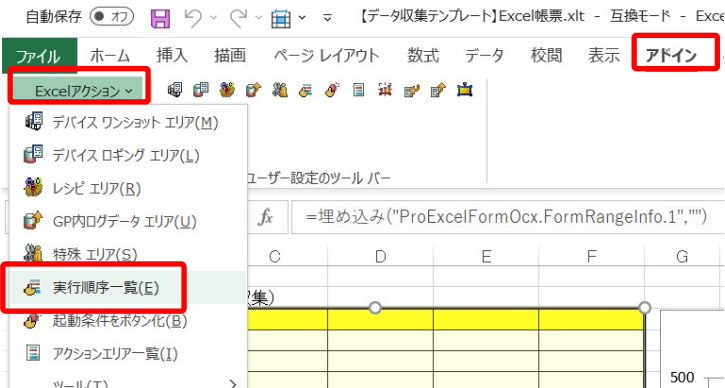 自動保存 オフ 【データ収集テンプレート】Excel帳票.xlt - 互換モード - Exce
ファイル ホーム 挿入 描画 ページ レイアウト 数式 データ 校閲 表示 アドイン
Excelアクション
デバイス ワンショット エリア(M)
デバイス ロギング エリア(L)
ユーザー設定のツール バー
レシピ エリア(R)
GP内ログデータ エリア(U)
fx =埋め込み("ProExcelFormOcx.FormRangeInfo.1","")
特殊 エリア(S)
C D E F G
実行順序一覧(E)
集)
起動条件をボタン化(B)
アクションエリア一覧(I)
500
ツール(T)